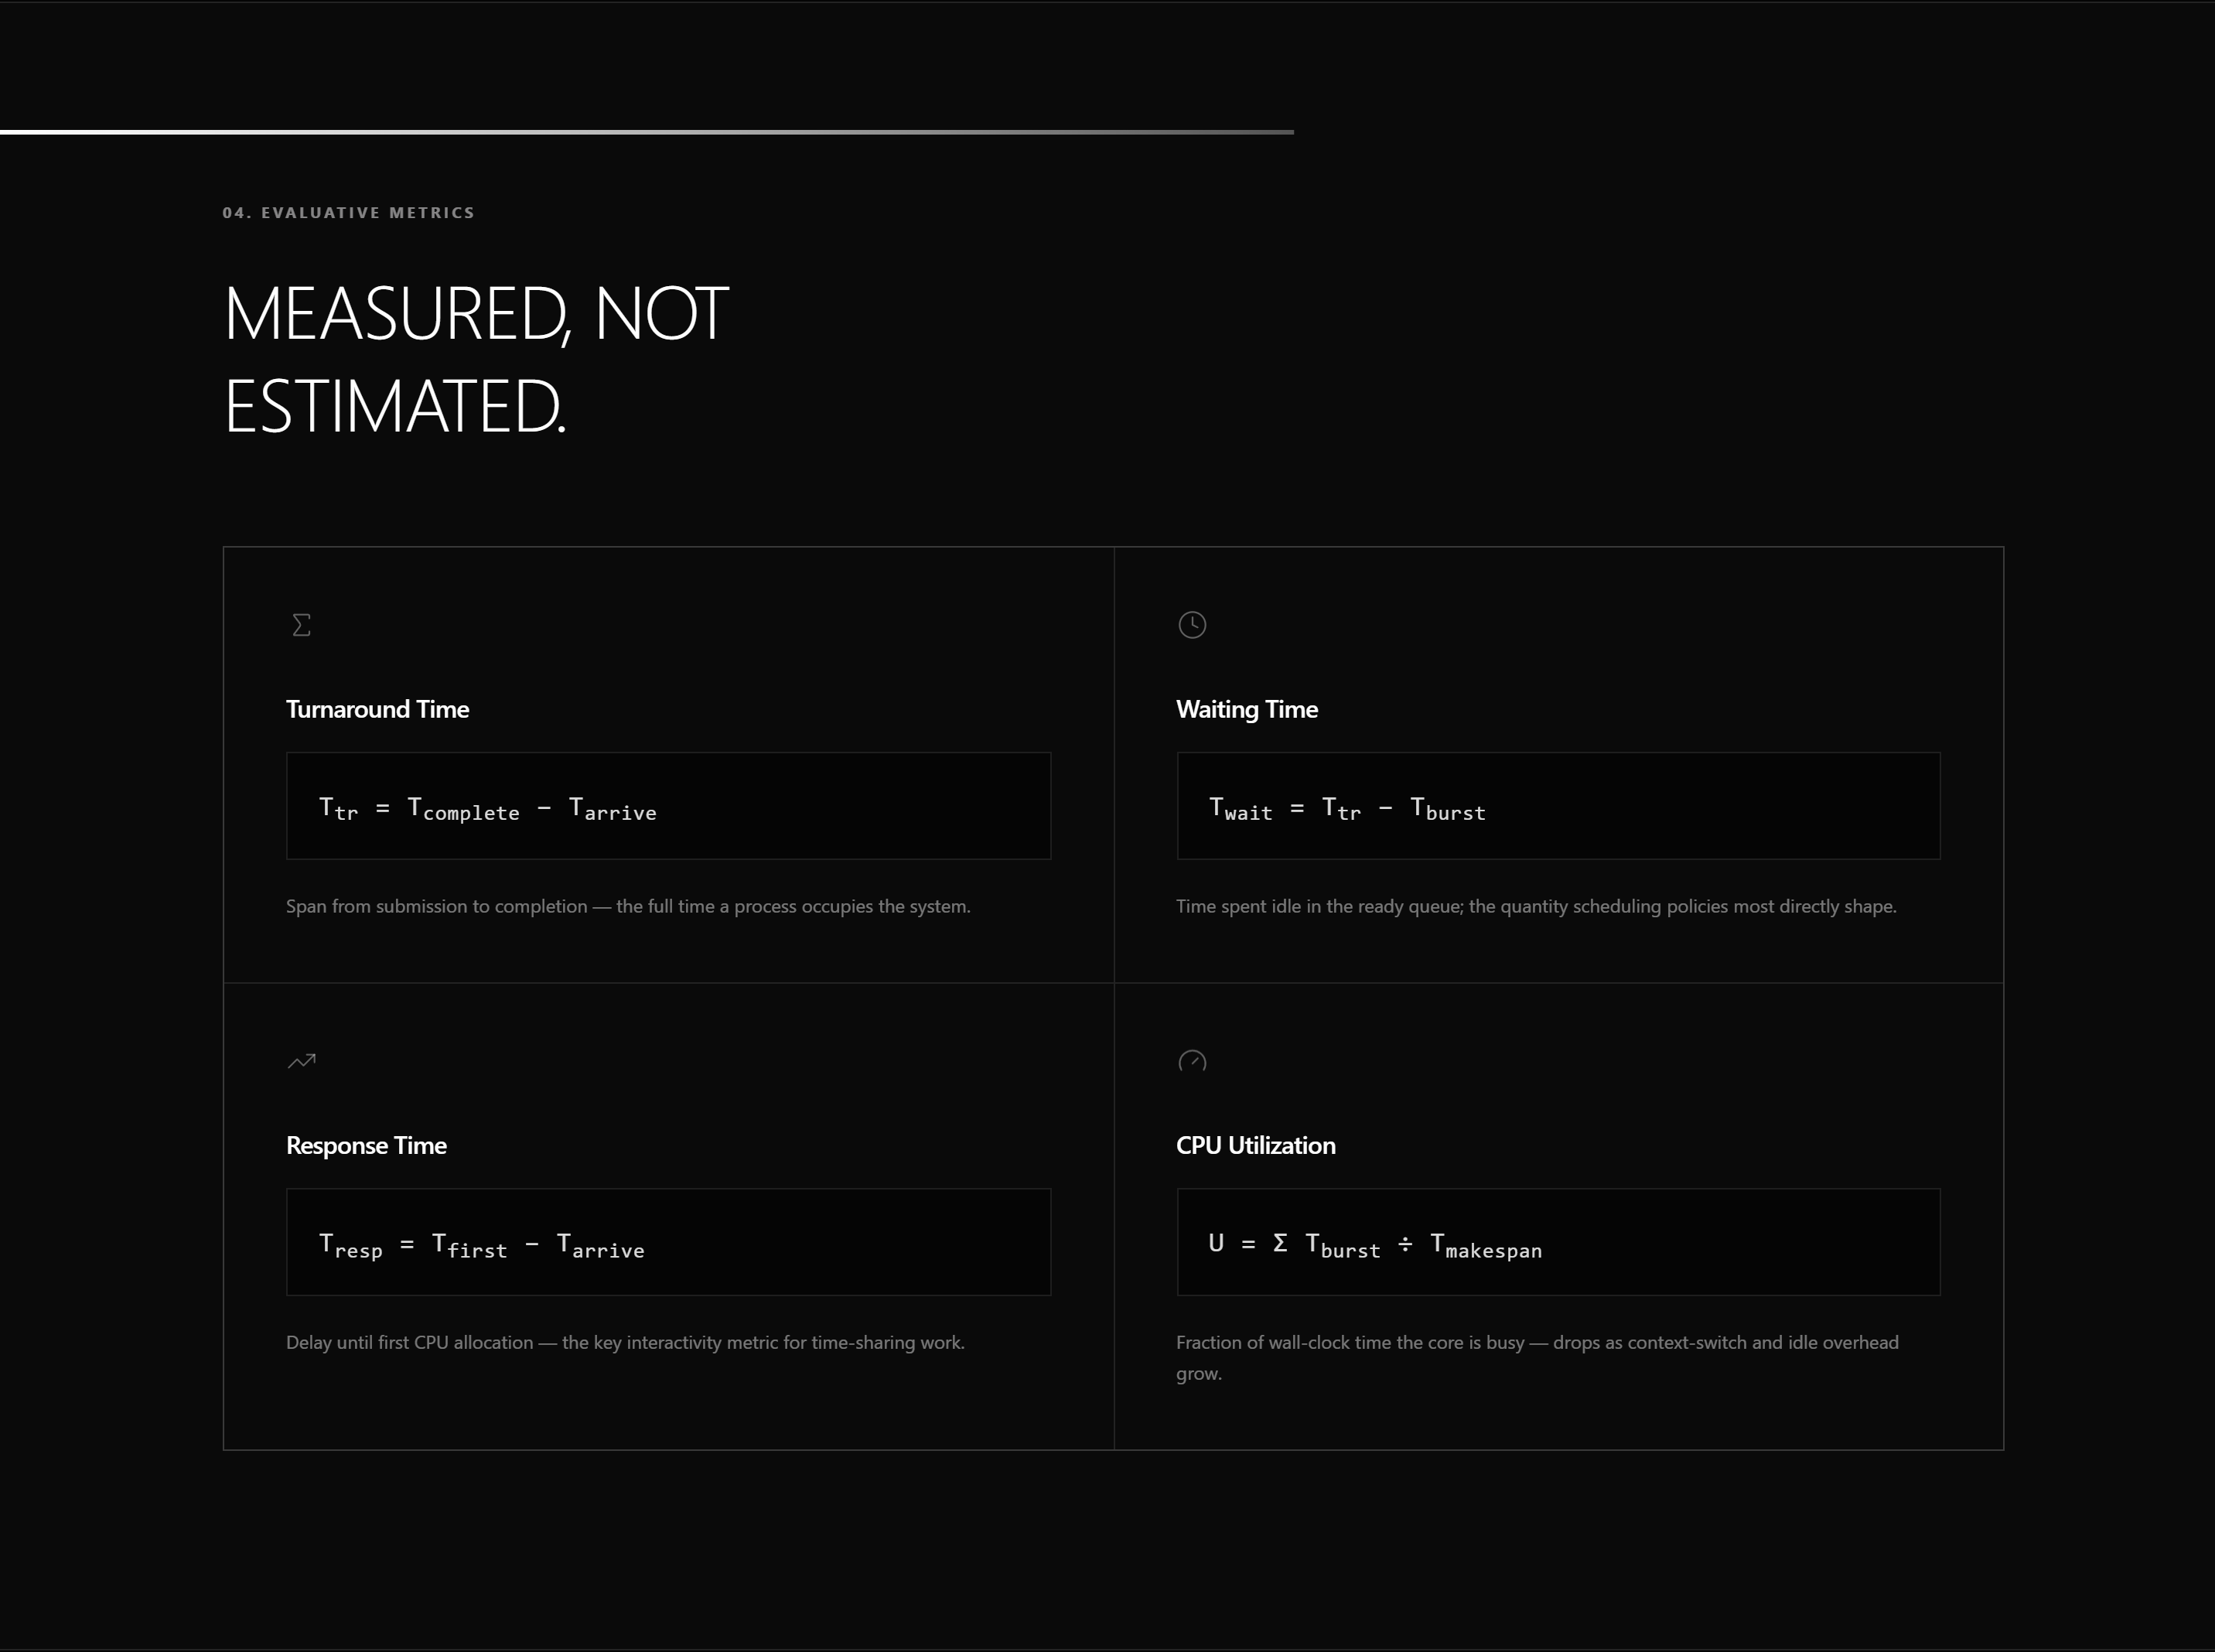 04. EVALUATIVE METRICS
MEASURED, NOT
ESTIMATED.
Turnaround Time
Ttr = Tcomplete − Tarrive
Span from submission to completion — the full time a process occupies the system.
Waiting Time
Twait = Ttr − Tburst
Time spent idle in the ready queue; the quantity scheduling policies most directly shape.
Response Time
Tresp = Tfirst − Tarrive
Delay until first CPU allocation — the key interactivity metric for time-sharing work.
CPU Utilization
U = Σ Tburst ÷ Tmakespan
Fraction of wall-clock time the core is busy — drops as context-switch and idle overhead
grow.